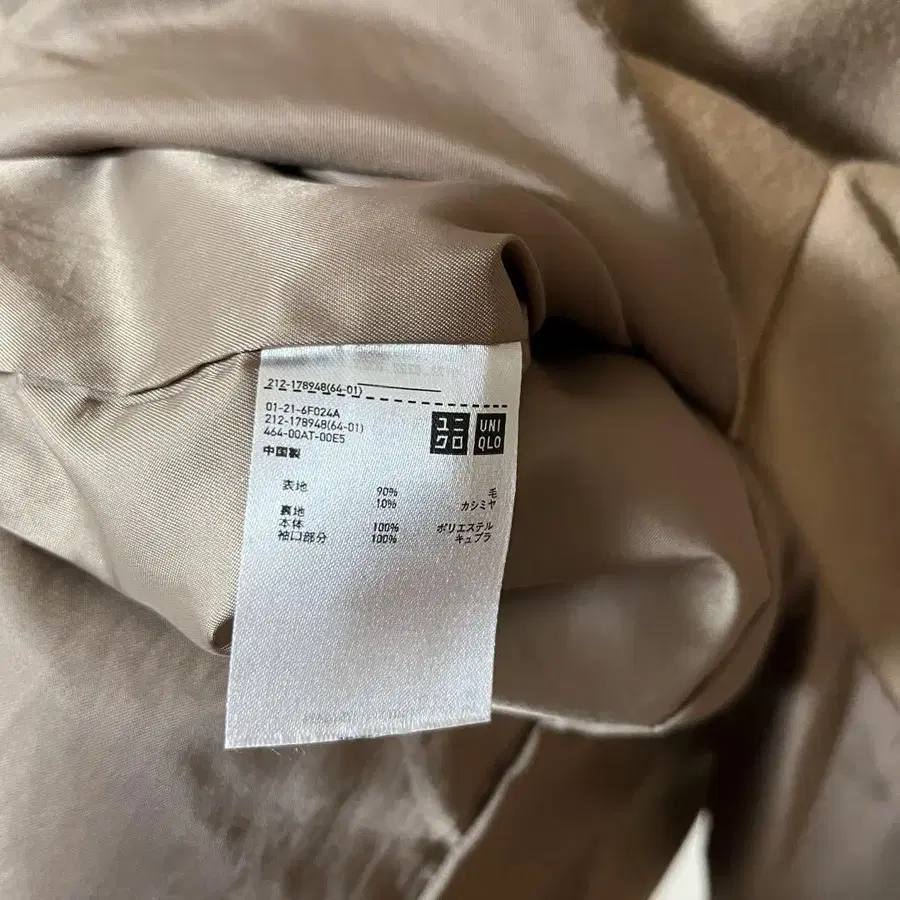 212-178948(64-01)
01-21-6F024A
212-178948(64-01)
464-00AT-00E5
中国製
ユニクロ
UNIQLO
表地 90% 毛
10% カシミヤ
裏地
本体 100% ポリエステル
袖口部分 100% キュプラ